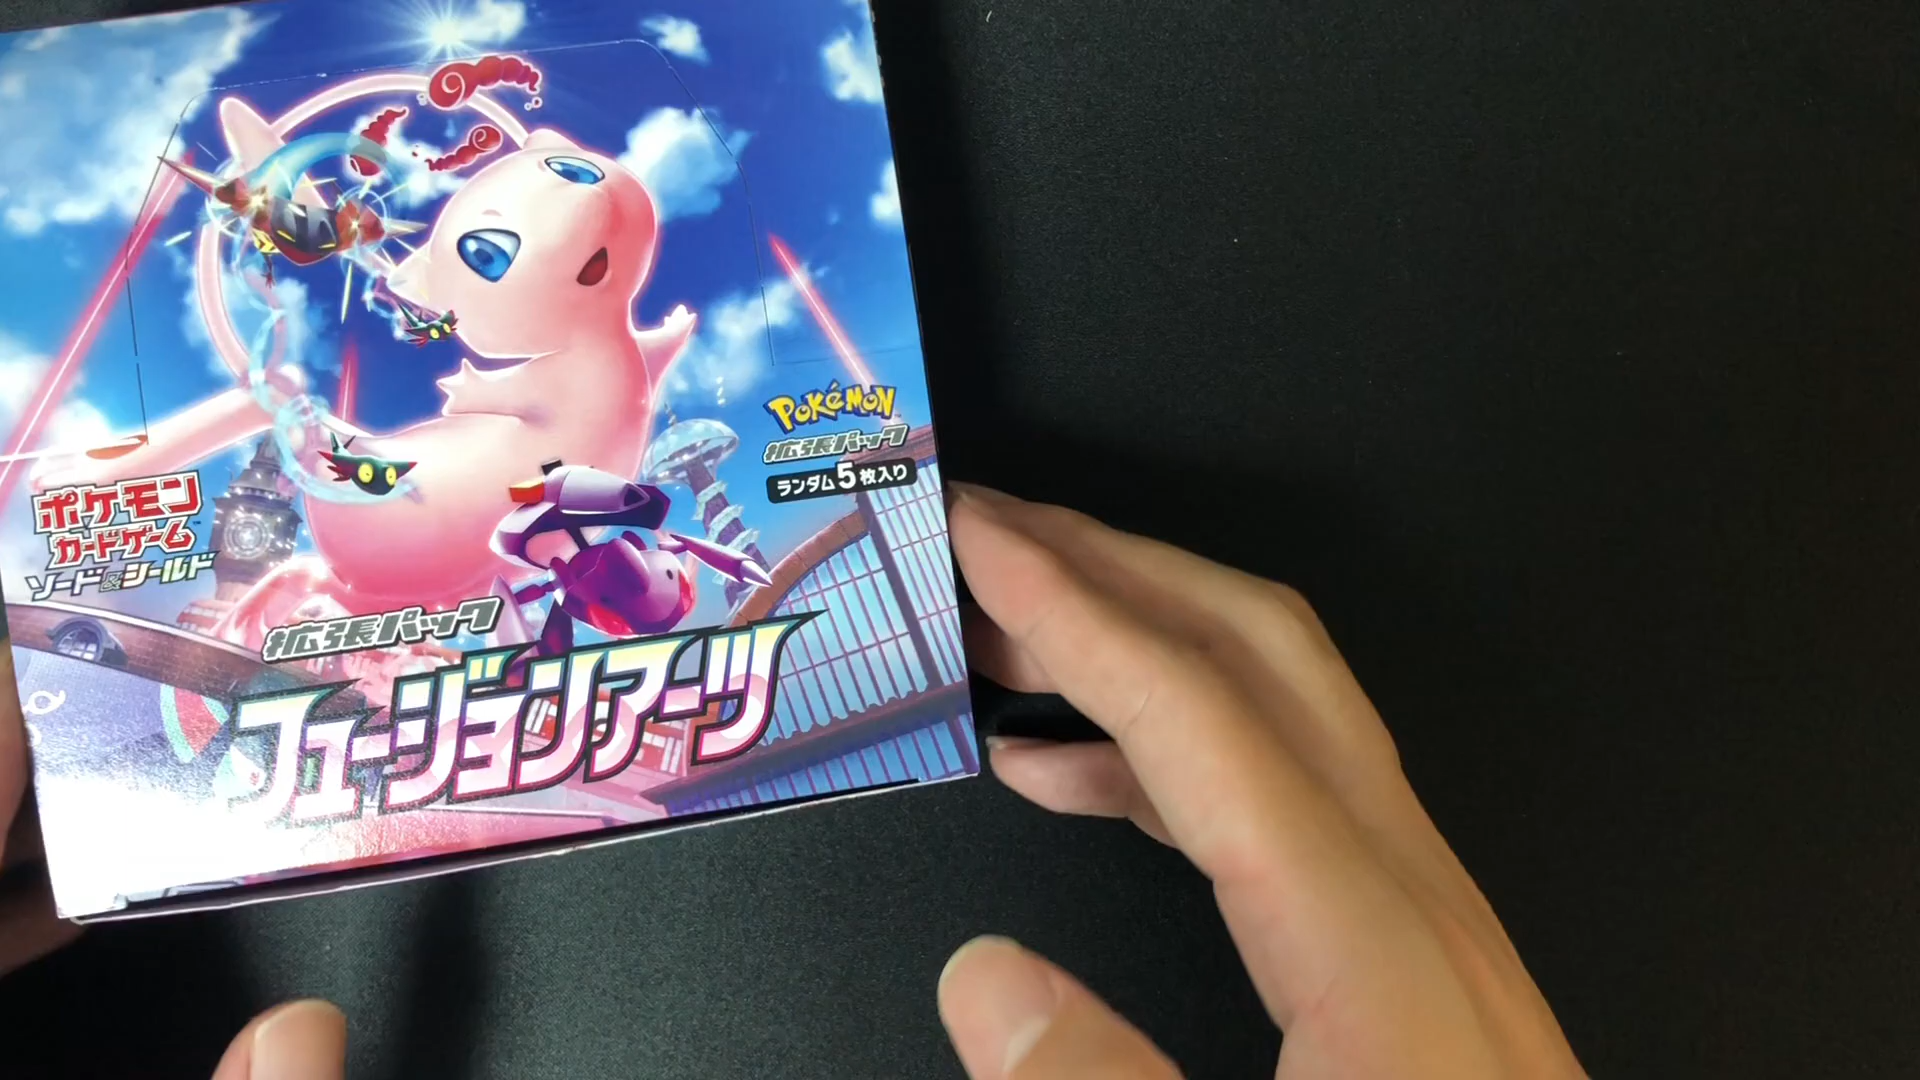 POKéMON
拡張パック
ランダム5枚入り
ポケモン
カードゲーム
ソード&シールド
拡張パック
フュージョンアーツ